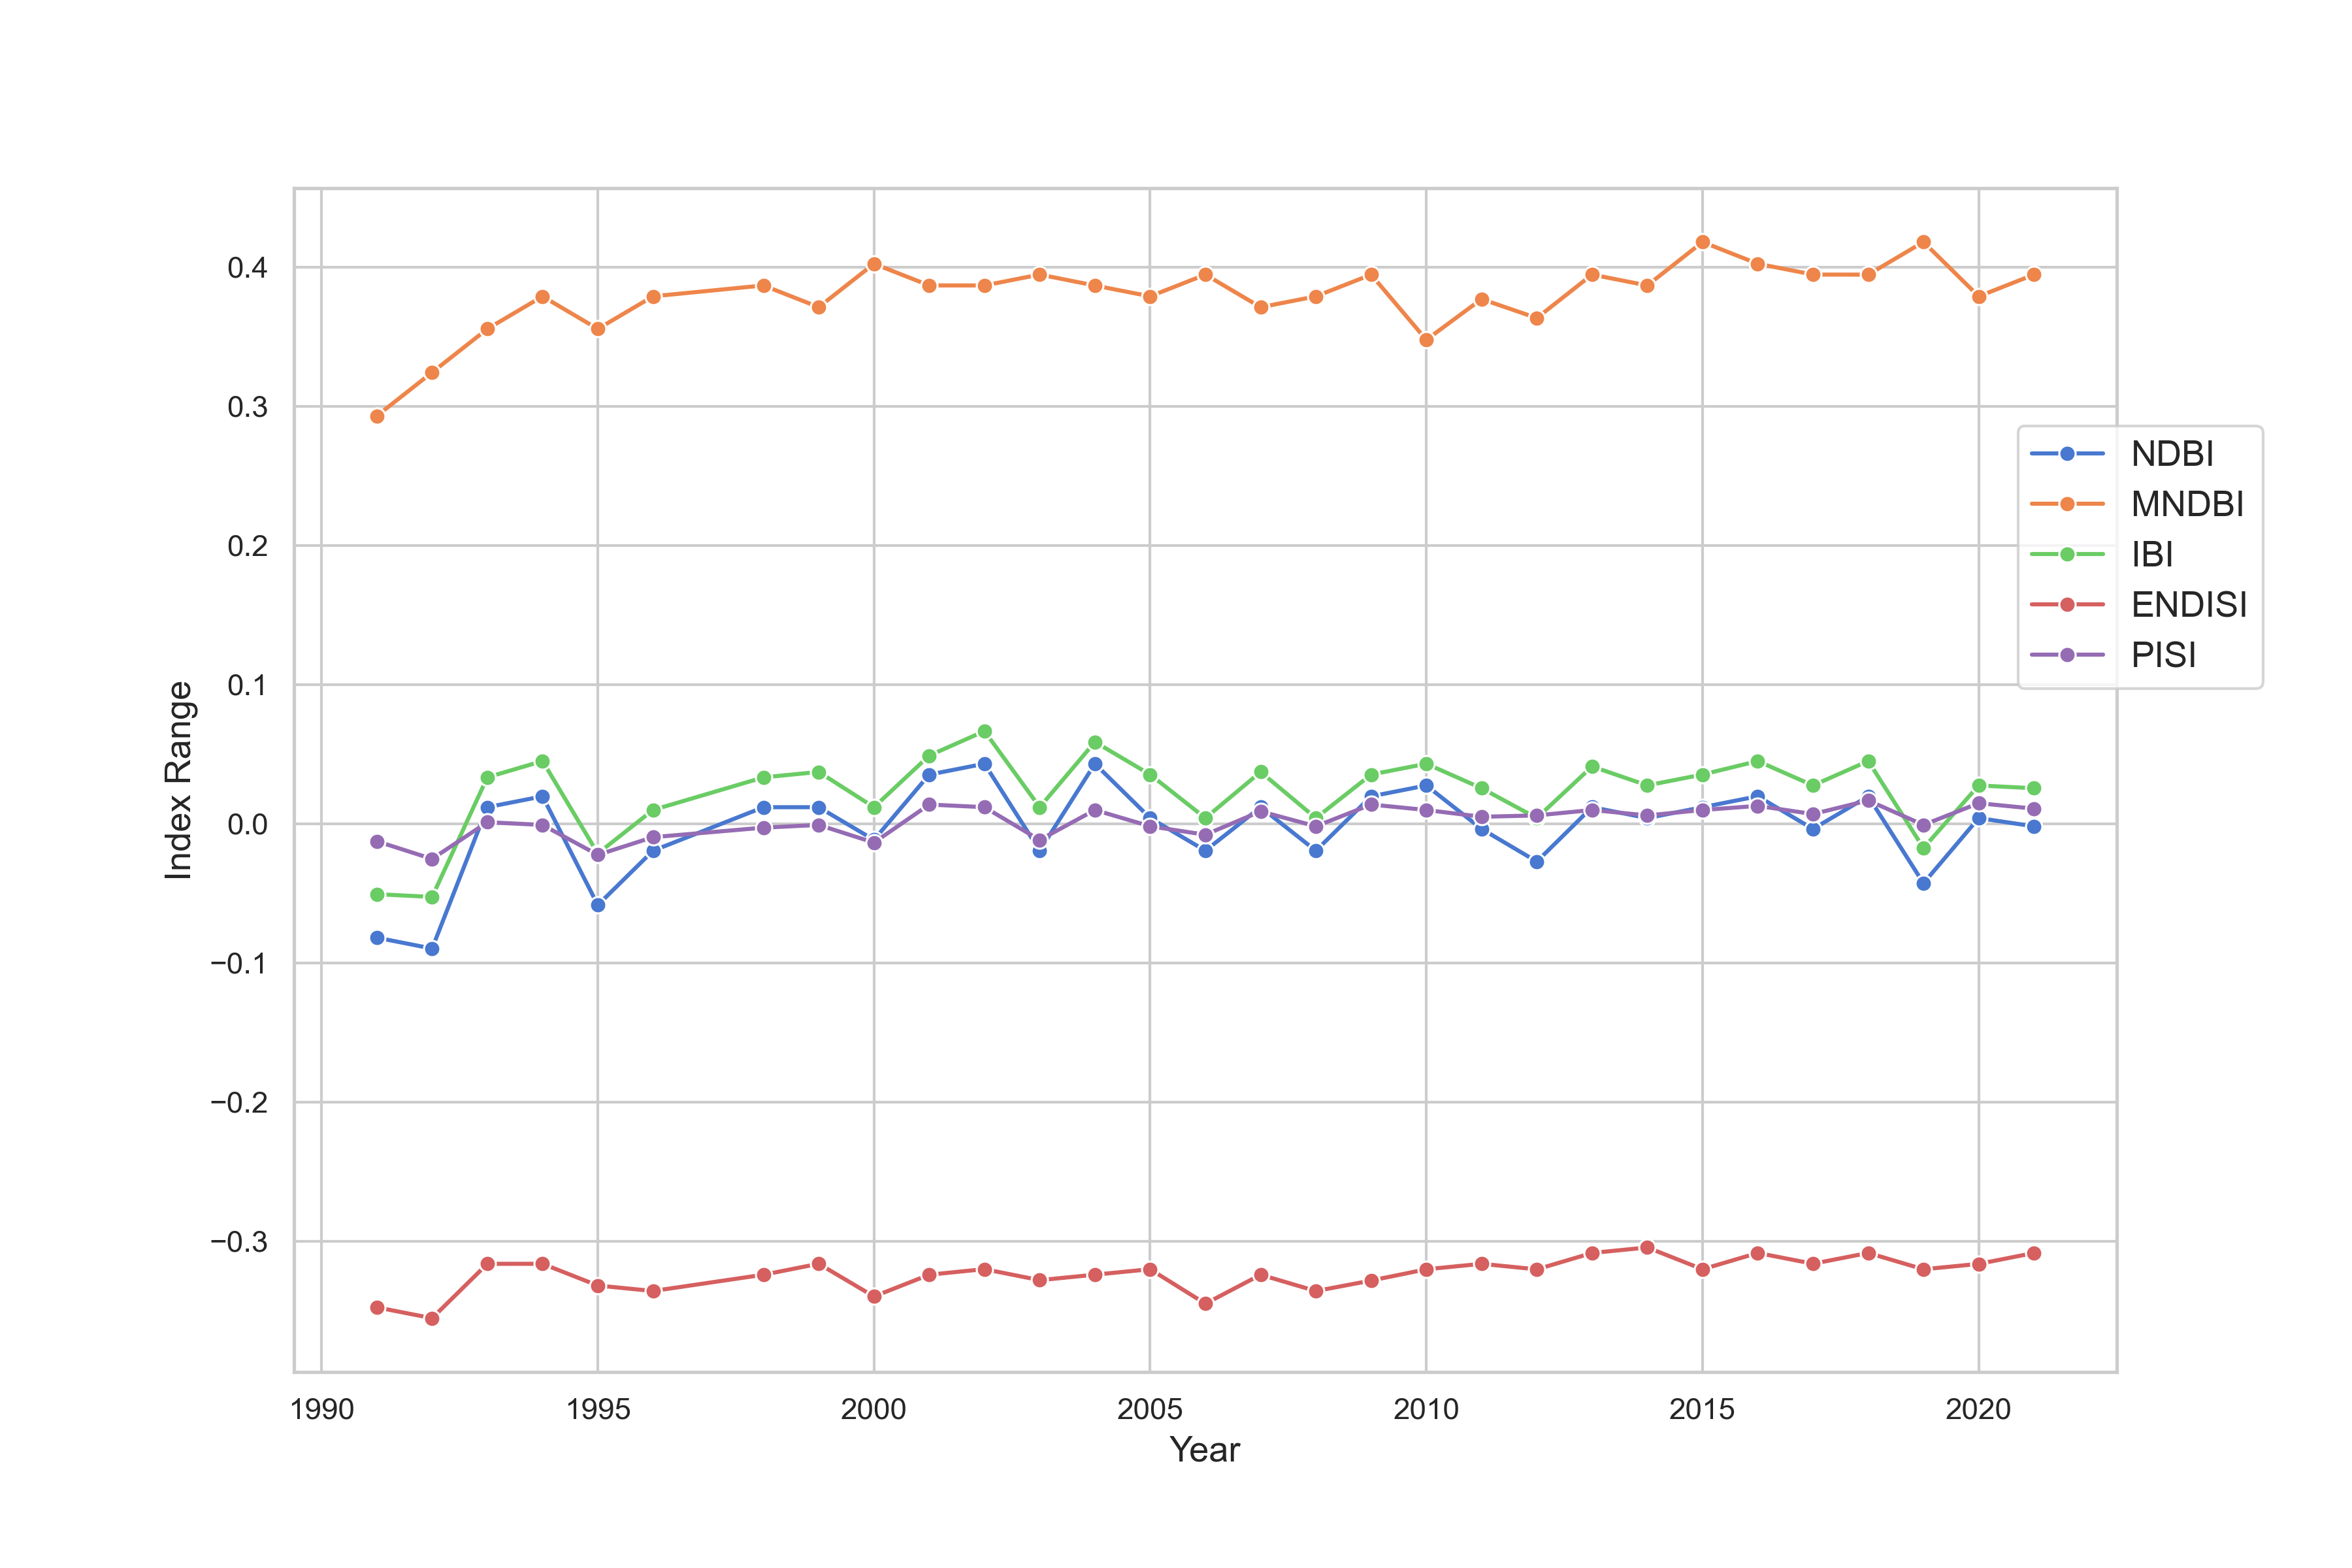 0.4
0.3
0.2
0.1
0.0
−0.1
−0.2
−0.3
Index Range
1990 1995 2000 2005 2010 2015 2020
Year
NDBI
MNDBI
IBI
ENDISI
PISI